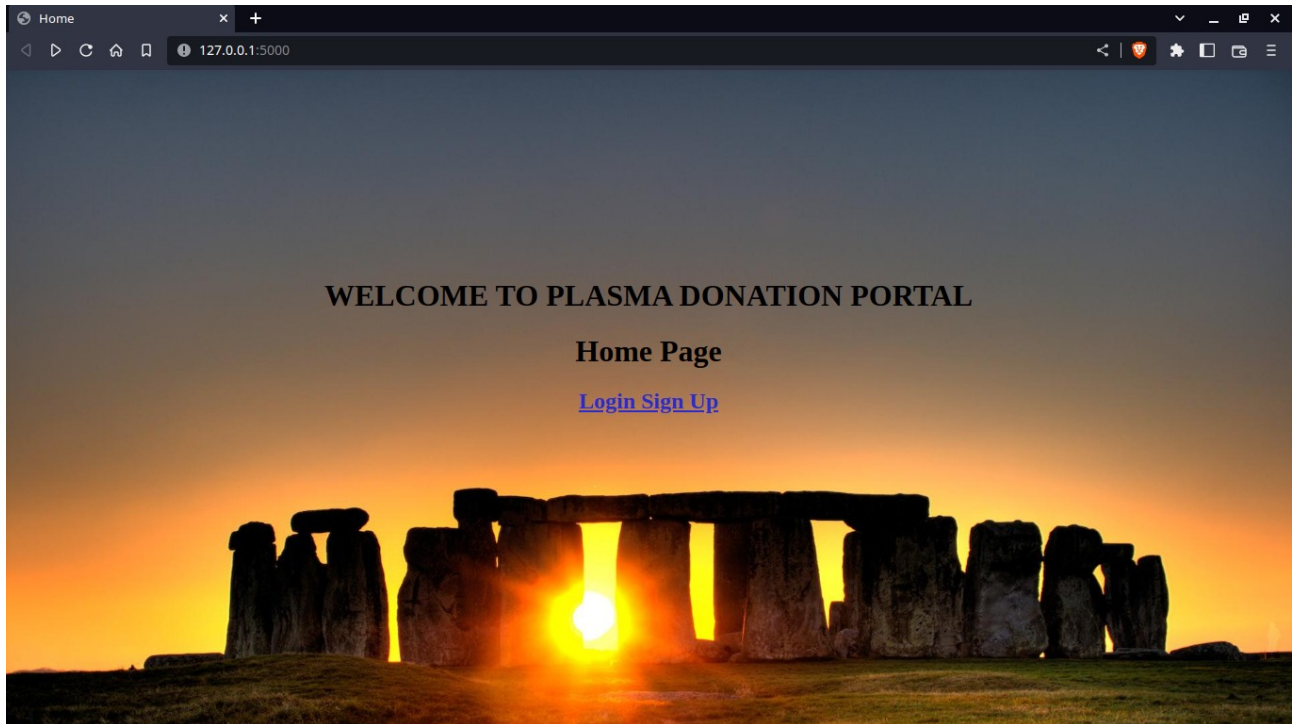 Home
127.0.0.1:5000
WELCOME TO PLASMA DONATION PORTAL
Home Page
Login Sign Up